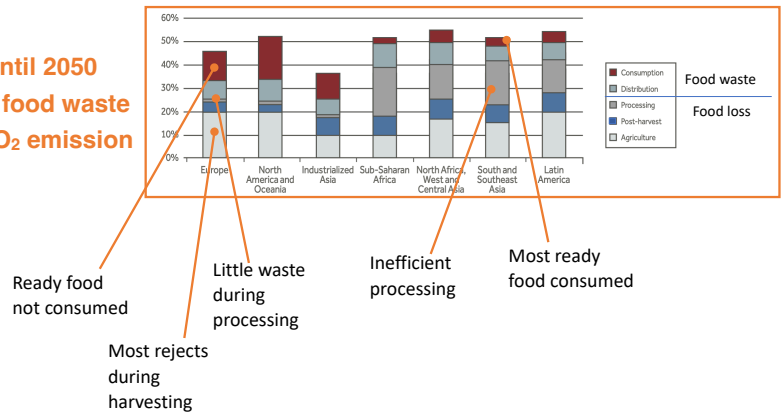 ntil 2050
food waste
O₂ emission
60%
50%
40%
30%
20%
10%
0%
Europe
North
America and
Oceania
Industrialized
Asia
Sub-Saharan
Africa
North Africa,
West and
Central Asia
South and
Southeast
Asia
Latin
America
Consumption
Distribution
Processing
Post-harvest
Agriculture
Food waste
Food loss
Ready food
not consumed
Little waste
during
processing
Inefficient
processing
Most ready
food consumed
Most rejects
during
harvesting